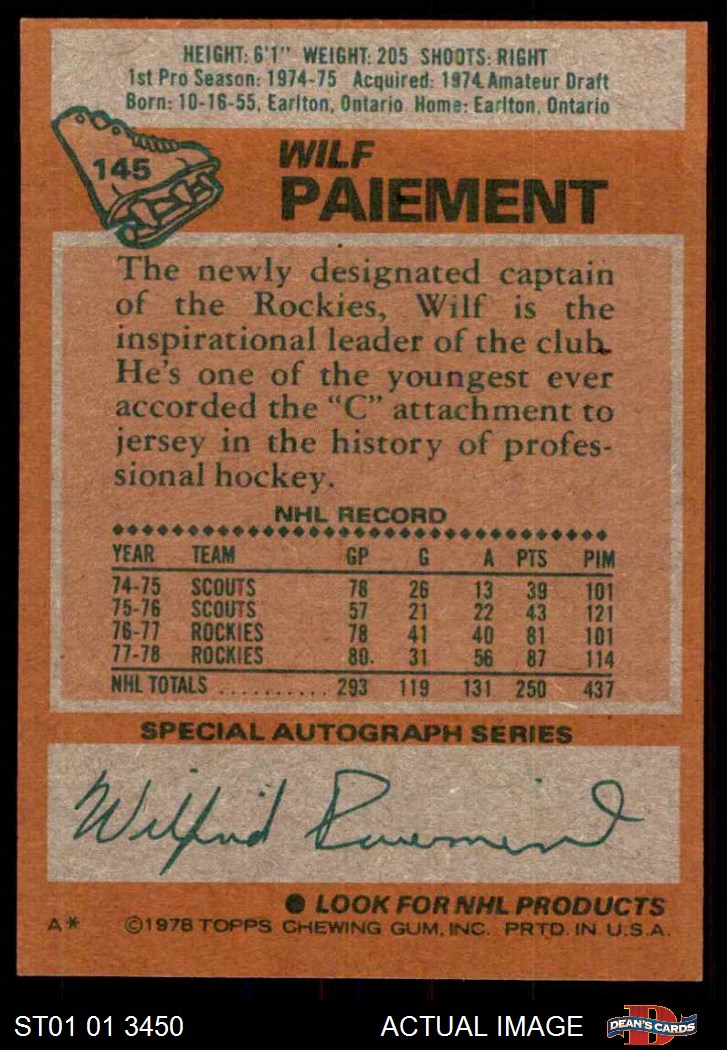 HEIGHT: 6'1" WEIGHT: 205 SHOOTS: RIGHT
1st Pro Season: 1974-75 Acquired: 1974 Amateur Draft
Born: 10-16-55, Earlton, Ontario Home: Earlton, Ontario
145
WILF
PAIEMENT
The newly designated captain
of the Rockies, Wilf is the
inspirational leader of the club.
He's one of the youngest ever
accorded the "C" attachment to
jersey in the history of profes-
sional hockey.
NHL RECORD
YEAR TEAM GP G A PTS PIM
74-75 SCOUTS 78 26 13 39 101
75-76 SCOUTS 57 21 22 43 121
76-77 ROCKIES 78 41 40 81 101
77-78 ROCKIES 80 31 56 87 114
NHL TOTALS .......... 293 119 131 250 437
SPECIAL AUTOGRAPH SERIES
Wilfrid Paiement
● LOOK FOR NHL PRODUCTS
A* ©1978 TOPPS CHEWING GUM, INC. PRTD. IN U.S.A.
ST01 01 3450 ACTUAL IMAGE D DEAN'S CARDS